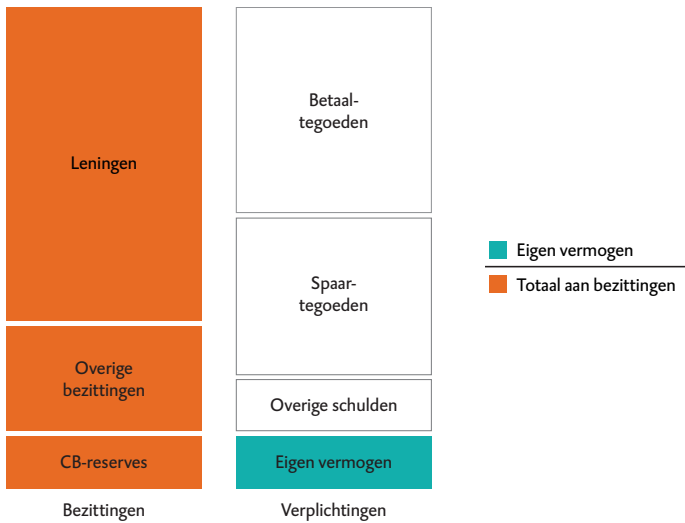 Leningen
Overige
bezittingen
CB-reserves
Bezittingen
Betaal-
tegoeden
Spaar-
tegoeden
Overige schulden
Eigen vermogen
Verplichtingen
Eigen vermogen
Totaal aan bezittingen